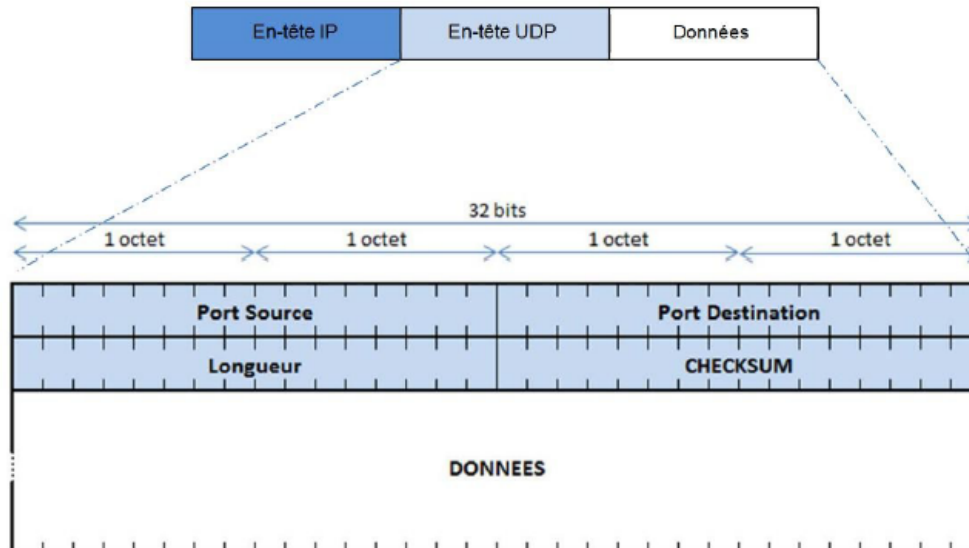 En-tête IP En-tête UDP Données
32 bits
1 octet 1 octet 1 octet 1 octet
Port Source Port Destination
Longueur CHECKSUM
DONNEES